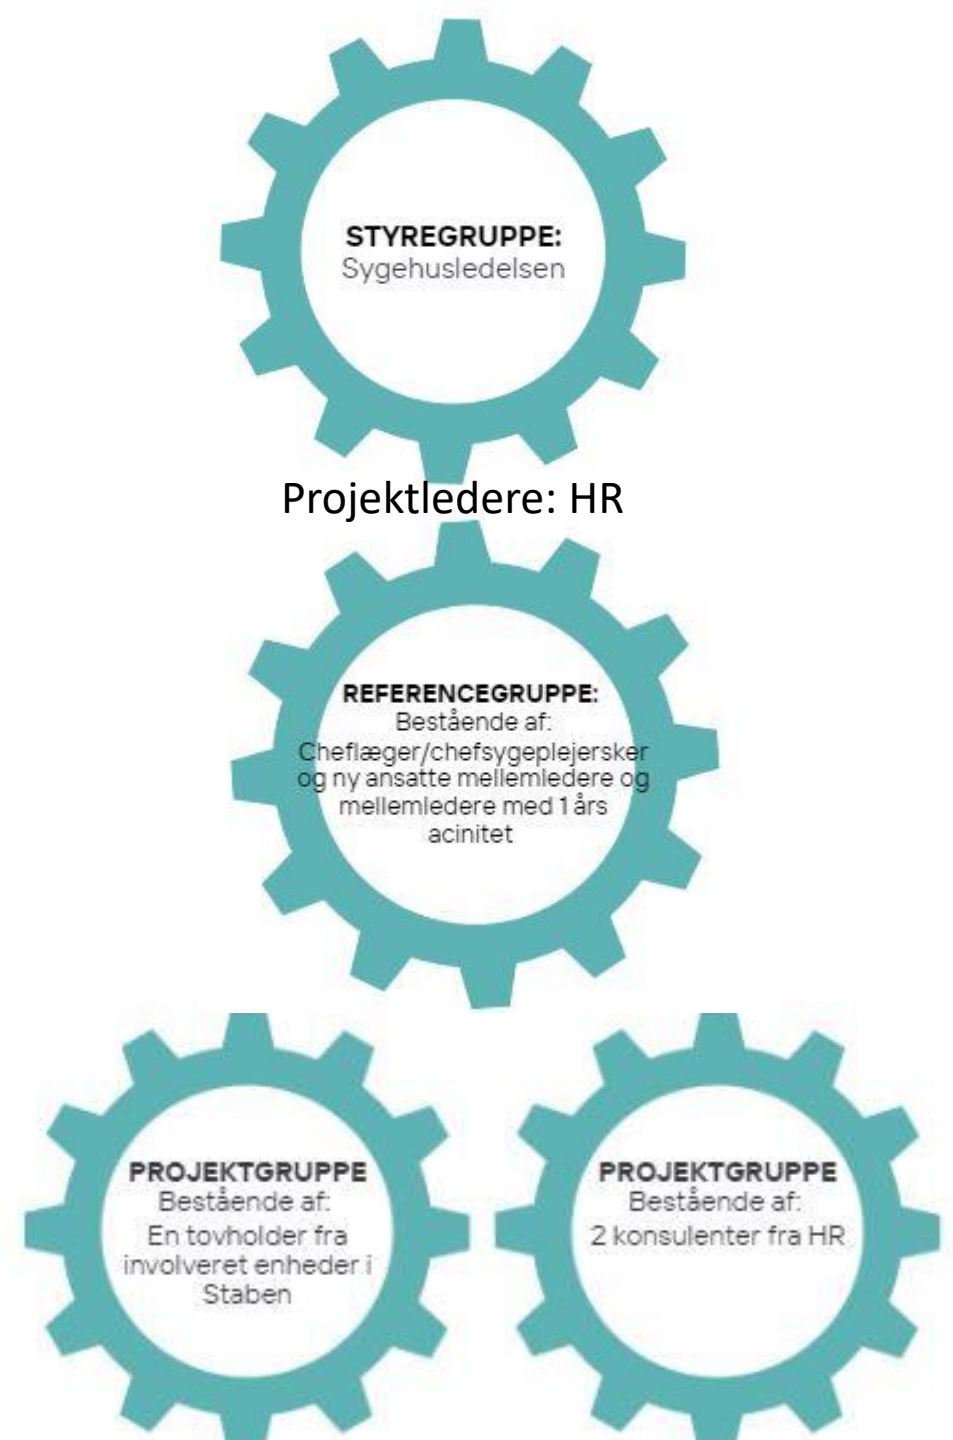 STYREGRUPPE:
Sygehusledelsen
Projektledere: HR
REFERENCEGRUPPE:
Bestående af:
Cheflæger/chefsygeplejersker
og ny ansatte mellemledere og
mellemledere med 1 års
acinitet
PROJEKTGRUPPE
Bestående af:
En tovholder fra
involveret enheder i
Staben
PROJEKTGRUPPE
Bestående af:
2 konsulenter fra HR